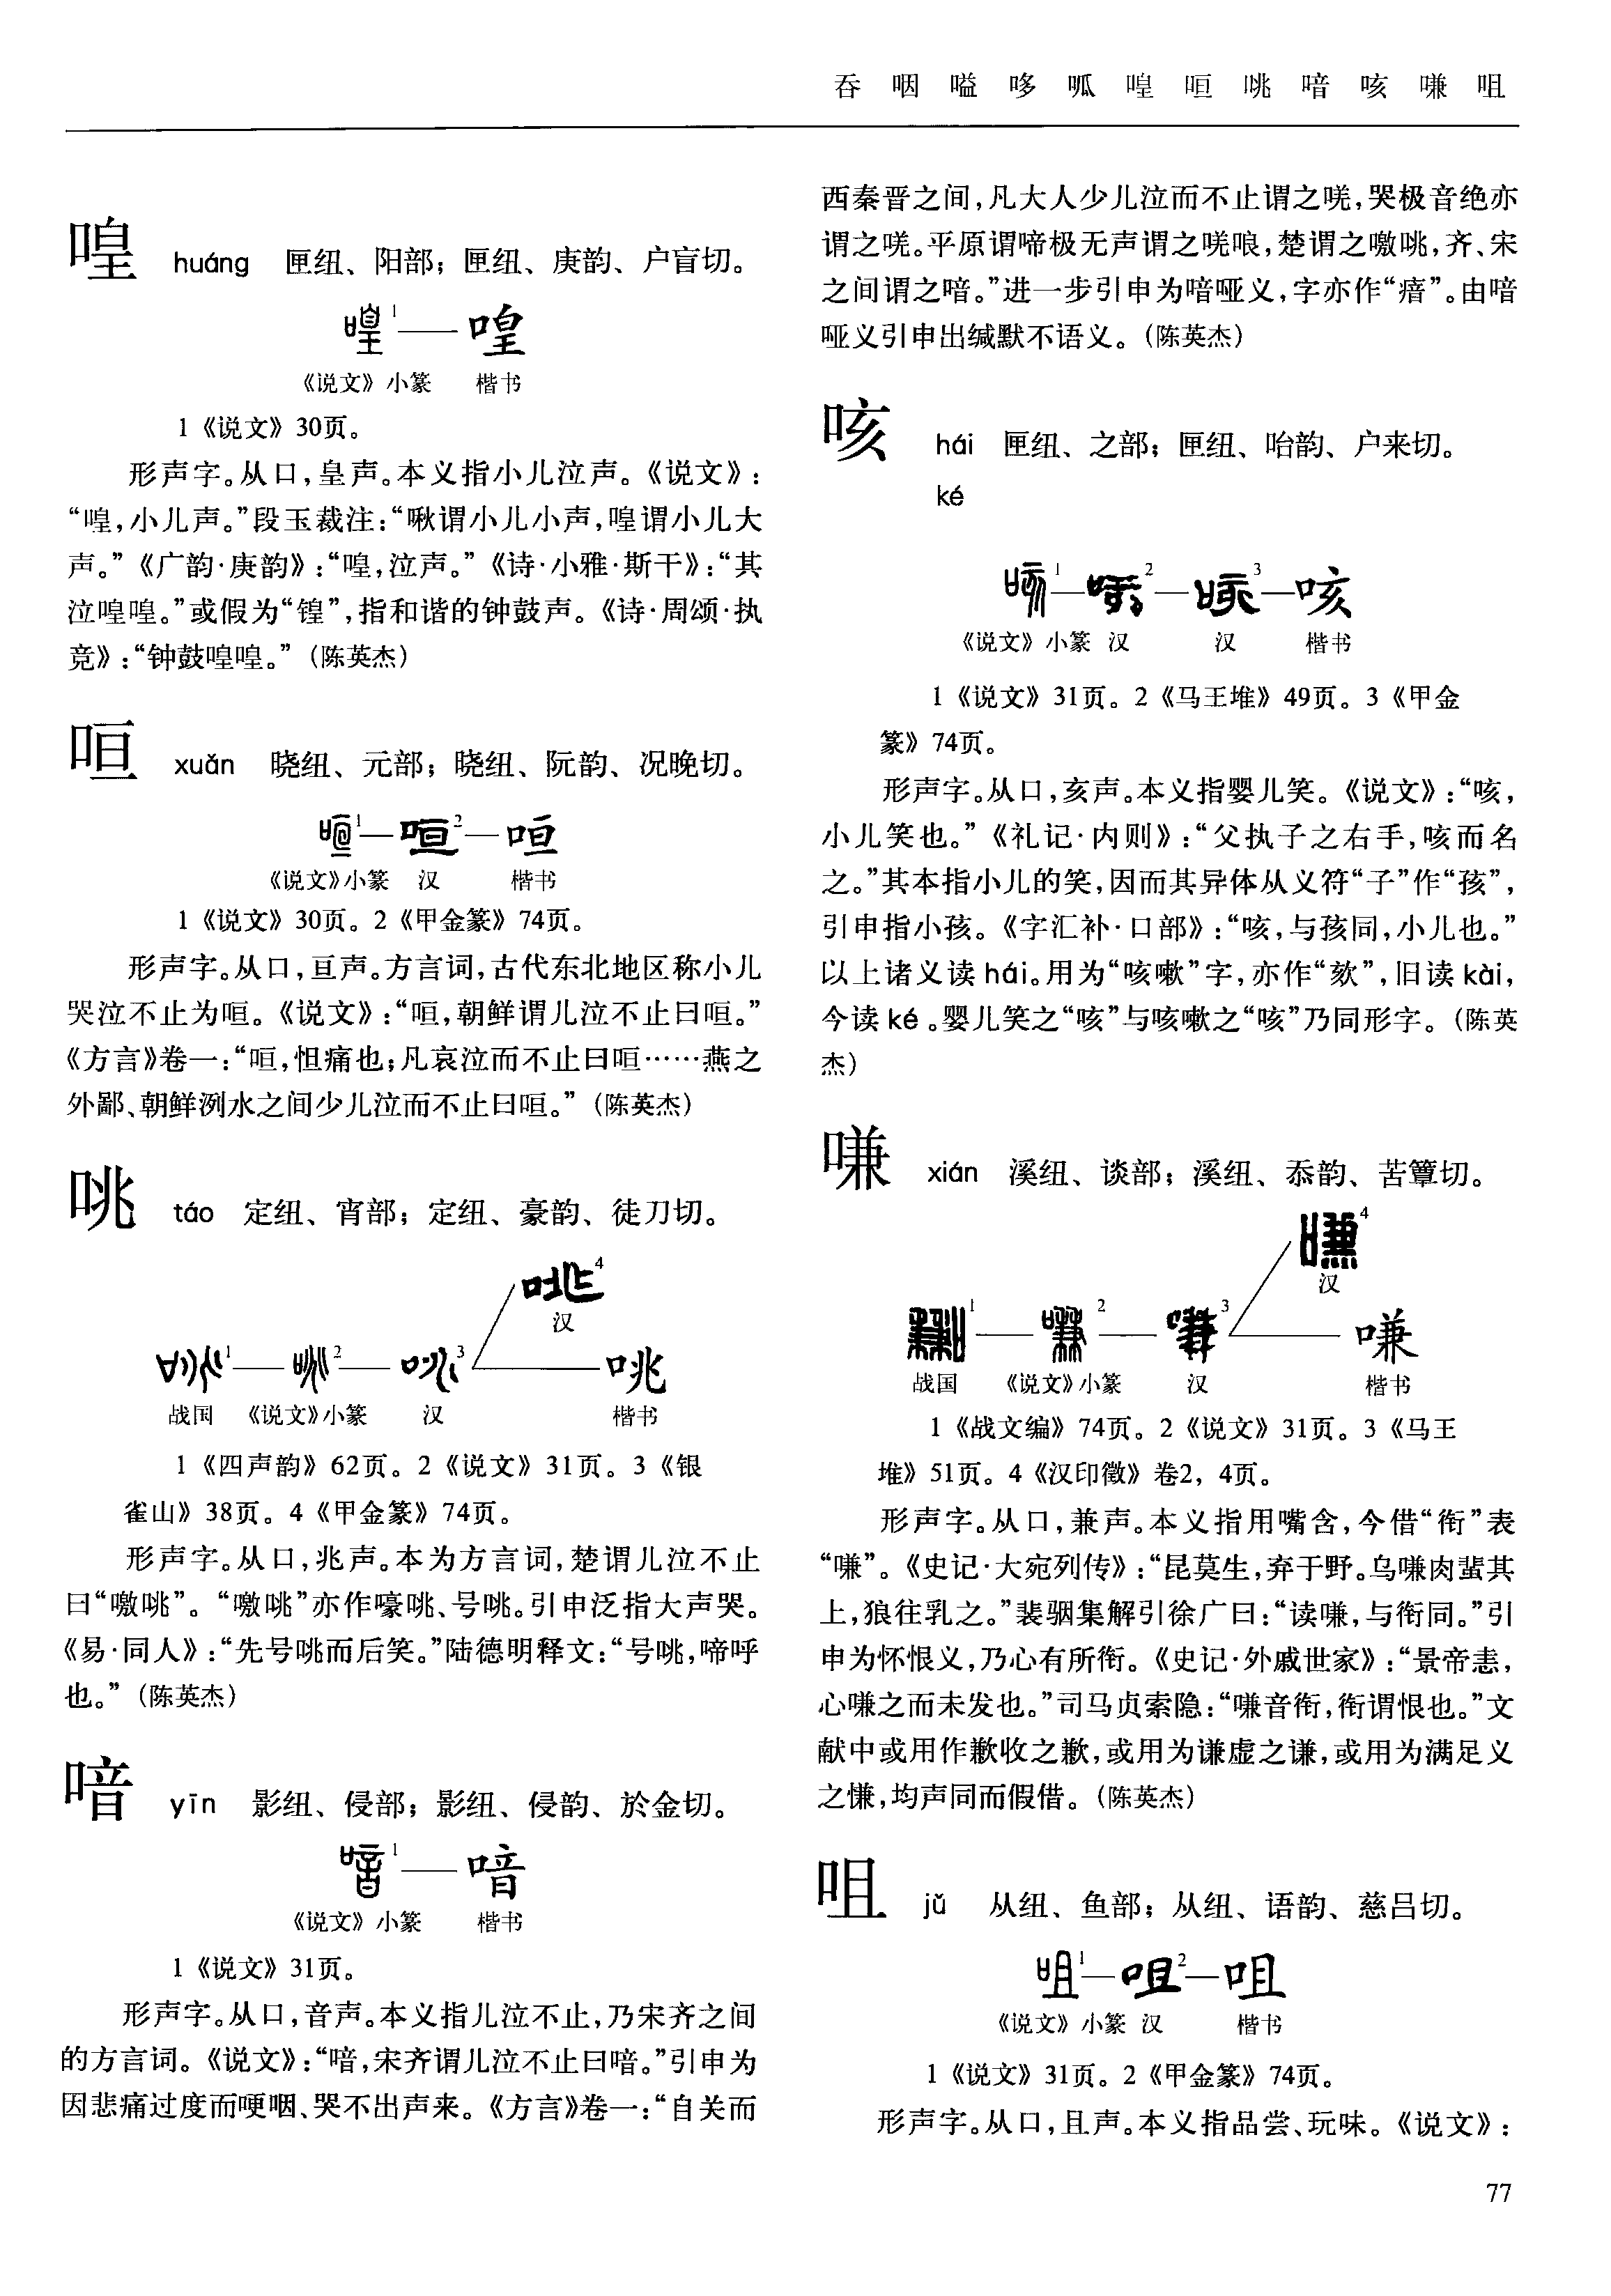 吞 咽 嗌 哆 呱 喤 咺 咷 喑 咳 嗛 咀
喤 huáng 匣纽、阳部；匣纽、庚韵、户盲切。
喤1——喤
《说文》小篆 楷书
1《说文》30页。
形声字。从口，皇声。本义指小儿泣声。《说文》：
“喤，小儿声。”段玉裁注：“啾谓小儿小声，喤谓小儿大
声。”《广韵·庚韵》：“喤，泣声。”《诗·小雅·斯干》：“其
泣喤喤。”或假为“锽”，指和谐的钟鼓声。《诗·周颂·执
竞》：“钟鼓喤喤。”（陈英杰）
咺 xuǎn 晓纽、元部；晓纽、阮韵、况晚切。
咺1—咺2—咺
《说文》小篆 汉 楷书
1《说文》30页。2《甲金篆》74页。
形声字。从口，亘声。方言词，古代东北地区称小儿
哭泣不止为咺。《说文》：“咺，朝鲜谓儿泣不止曰咺。”
《方言》卷一：“咺，怛痛也；凡哀泣而不止曰咺……燕之
外鄙、朝鲜洌水之间少儿泣而不止曰咺。”（陈英杰）
咷 táo 定纽、宵部；定纽、豪韵、徒刀切。
咷4
汉
咷1——咷2——咷3——咷
战国 《说文》小篆 汉 楷书
1《四声韵》62页。2《说文》31页。3《银
雀山》38页。4《甲金篆》74页。
形声字。从口，兆声。本为方言词，楚谓儿泣不止
曰“噭咷”。“噭咷”亦作嚎咷、号咷。引申泛指大声哭。
《易·同人》：“先号咷而后笑。”陆德明释文：“号咷，啼呼
也。”（陈英杰）
喑 yīn 影纽、侵部；影纽、侵韵、於金切。
喑1——喑
《说文》小篆 楷书
1《说文》31页。
形声字。从口，音声。本义指儿泣不止，乃宋齐之间
的方言词。《说文》：“喑，宋齐谓儿泣不止曰喑。”引申为
因悲痛过度而哽咽、哭不出声来。《方言》卷一：“自关而
西秦晋之间，凡大人少儿泣而不止谓之唴，哭极音绝亦
谓之唴。平原谓啼极无声谓之唴哴，楚谓之噭咷，齐、宋
之间谓之喑。”进一步引申为喑哑义，字亦作“瘖”。由喑
哑义引申出缄默不语义。（陈英杰）
咳 hái 匣纽、之部；匣纽、咍韵、户来切。
ké
咳1—咳2—咳3—咳
《说文》小篆 汉 汉 楷书
1《说文》31页。2《马王堆》49页。3《甲金
篆》74页。
形声字。从口，亥声。本义指婴儿笑。《说文》：“咳，
小儿笑也。”《礼记·内则》：“父执子之右手，咳而名
之。”其本指小儿的笑，因而其异体从义符“子”作“孩”，
引申指小孩。《字汇补·口部》：“咳，与孩同，小儿也。”
以上诸义读hái。用为“咳嗽”字，亦作“欬”，旧读kài，
今读ké。婴儿笑之“咳”与咳嗽之“咳”乃同形字。（陈英
杰）
嗛 xián 溪纽、谈部；溪纽、忝韵、苦簟切。
嗛4
汉
嗛1——嗛2——嗛3——嗛
战国 《说文》小篆 汉 楷书
1《战文编》74页。2《说文》31页。3《马王
堆》51页。4《汉印徵》卷2，4页。
形声字。从口，兼声。本义指用嘴含，今借“衔”表
“嗛”。《史记·大宛列传》：“昆莫生，弃于野。乌嗛肉蜚其
上，狼往乳之。”裴骃集解引徐广曰：“读嗛，与衔同。”引
申为怀恨义，乃心有所衔。《史记·外戚世家》：“景帝恚，
心嗛之而未发也。”司马贞索隐：“嗛音衔，衔谓恨也。”文
献中或用作歉收之歉，或用为谦虚之谦，或用为满足义
之慊，均声同而假借。（陈英杰）
咀 jǔ 从纽、鱼部；从纽、语韵、慈吕切。
咀1—咀2—咀
《说文》小篆 汉 楷书
1《说文》31页。2《甲金篆》74页。
形声字。从口，且声。本义指品尝、玩味。《说文》：
77